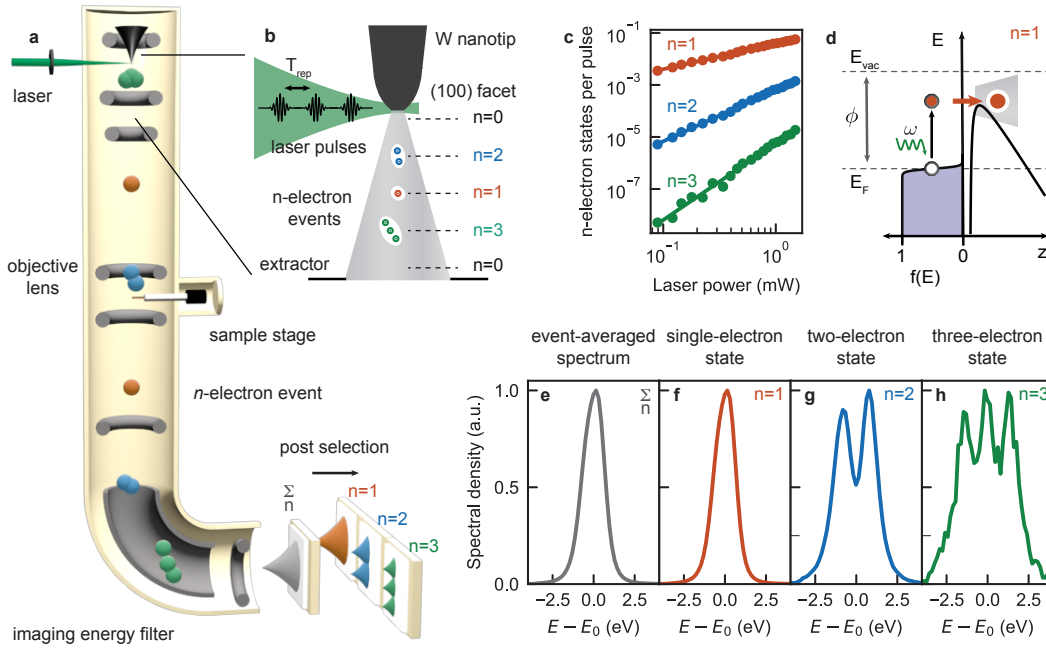 a
laser
objective
lens
sample stage
n-electron event
post selection
Σ
n
n=1
n=2
n=3
imaging energy filter
b
W nanotip
T_rep
(100) facet
n=0
laser pulses
n=2
n-electron
events
n=1
n=3
extractor
n=0
c
n-electron states per pulse
10⁻¹
10⁻³
10⁻⁵
10⁻⁷
n=1
n=2
n=3
10⁻¹
10⁰
Laser power (mW)
d
E
n=1
E_vac
ϕ
ω
E_F
1
0
z
f(E)
event-averaged
spectrum
single-electron
state
two-electron
state
three-electron
state
Spectral density (a.u.)
1.0
0.5
0.0
e
Σ
n
f
n=1
g
n=2
h
n=3
−2.5 0.0 2.5
−2.5 0.0 2.5
−2.5 0.0 2.5
−2.5 0.0 2.5
E − E₀ (eV)
E − E₀ (eV)
E − E₀ (eV)
E − E₀ (eV)